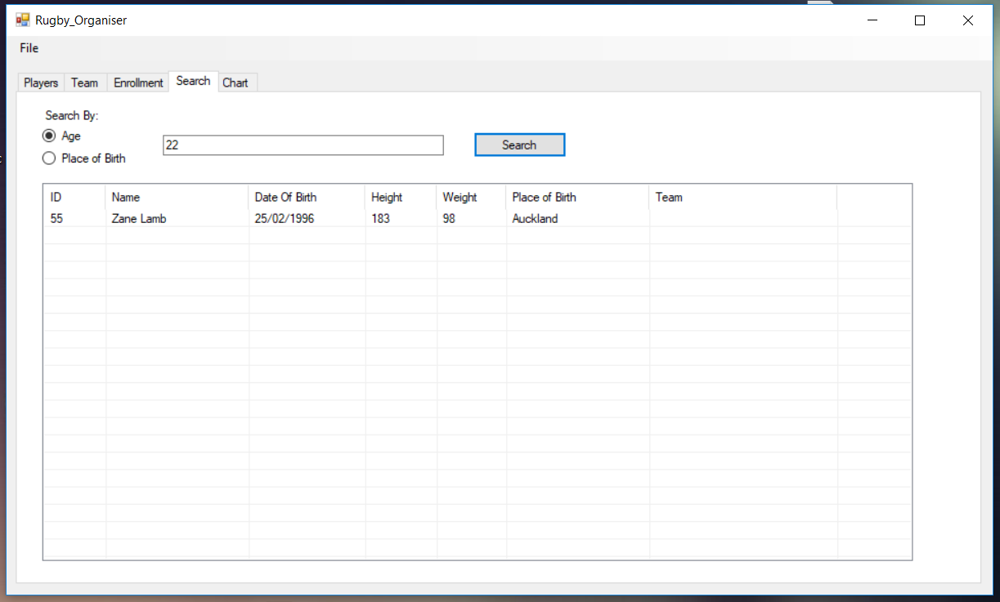 Rugby_Organiser
File
Players Team Enrollment Search Chart
Search By:
Age
22 Search
Place of Birth
ID Name Date Of Birth Height Weight Place of Birth Team
55 Zane Lamb 25/02/1996 183 98 Auckland